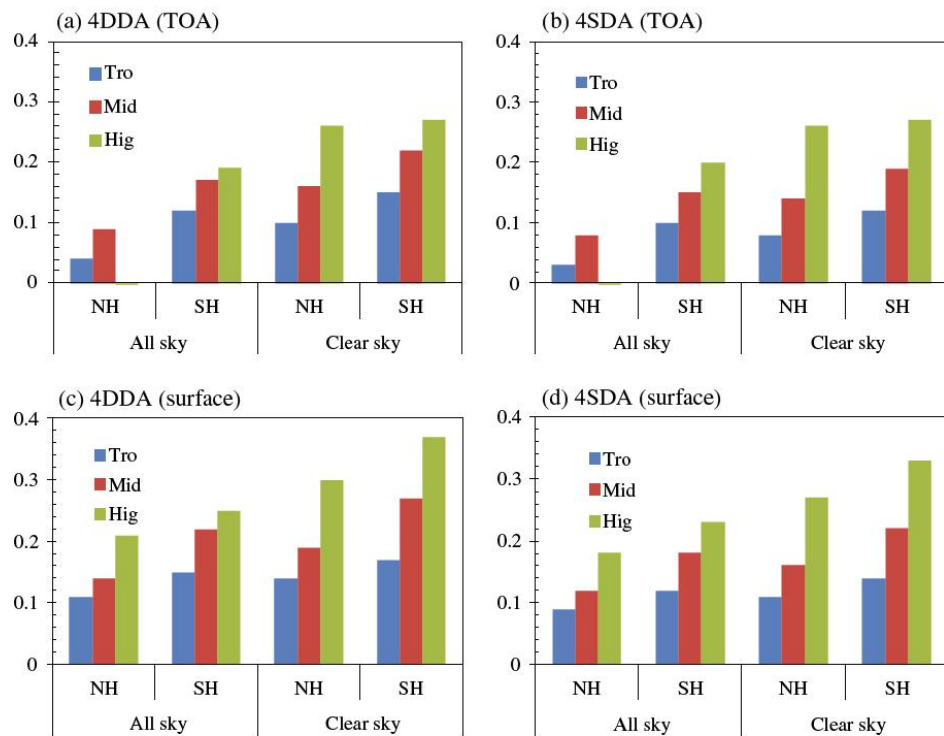 (a) 4DDA (TOA)
0.4
0.3
0.2
0.1
0
Tro
Mid
Hig
NH SH NH SH
All sky Clear sky
(b) 4SDA (TOA)
0.4
0.3
0.2
0.1
0
Tro
Mid
Hig
NH SH NH SH
All sky Clear sky
(c) 4DDA (surface)
0.4
0.3
0.2
0.1
0
Tro
Mid
Hig
NH SH NH SH
All sky Clear sky
(d) 4SDA (surface)
0.4
0.3
0.2
0.1
0
Tro
Mid
Hig
NH SH NH SH
All sky Clear sky